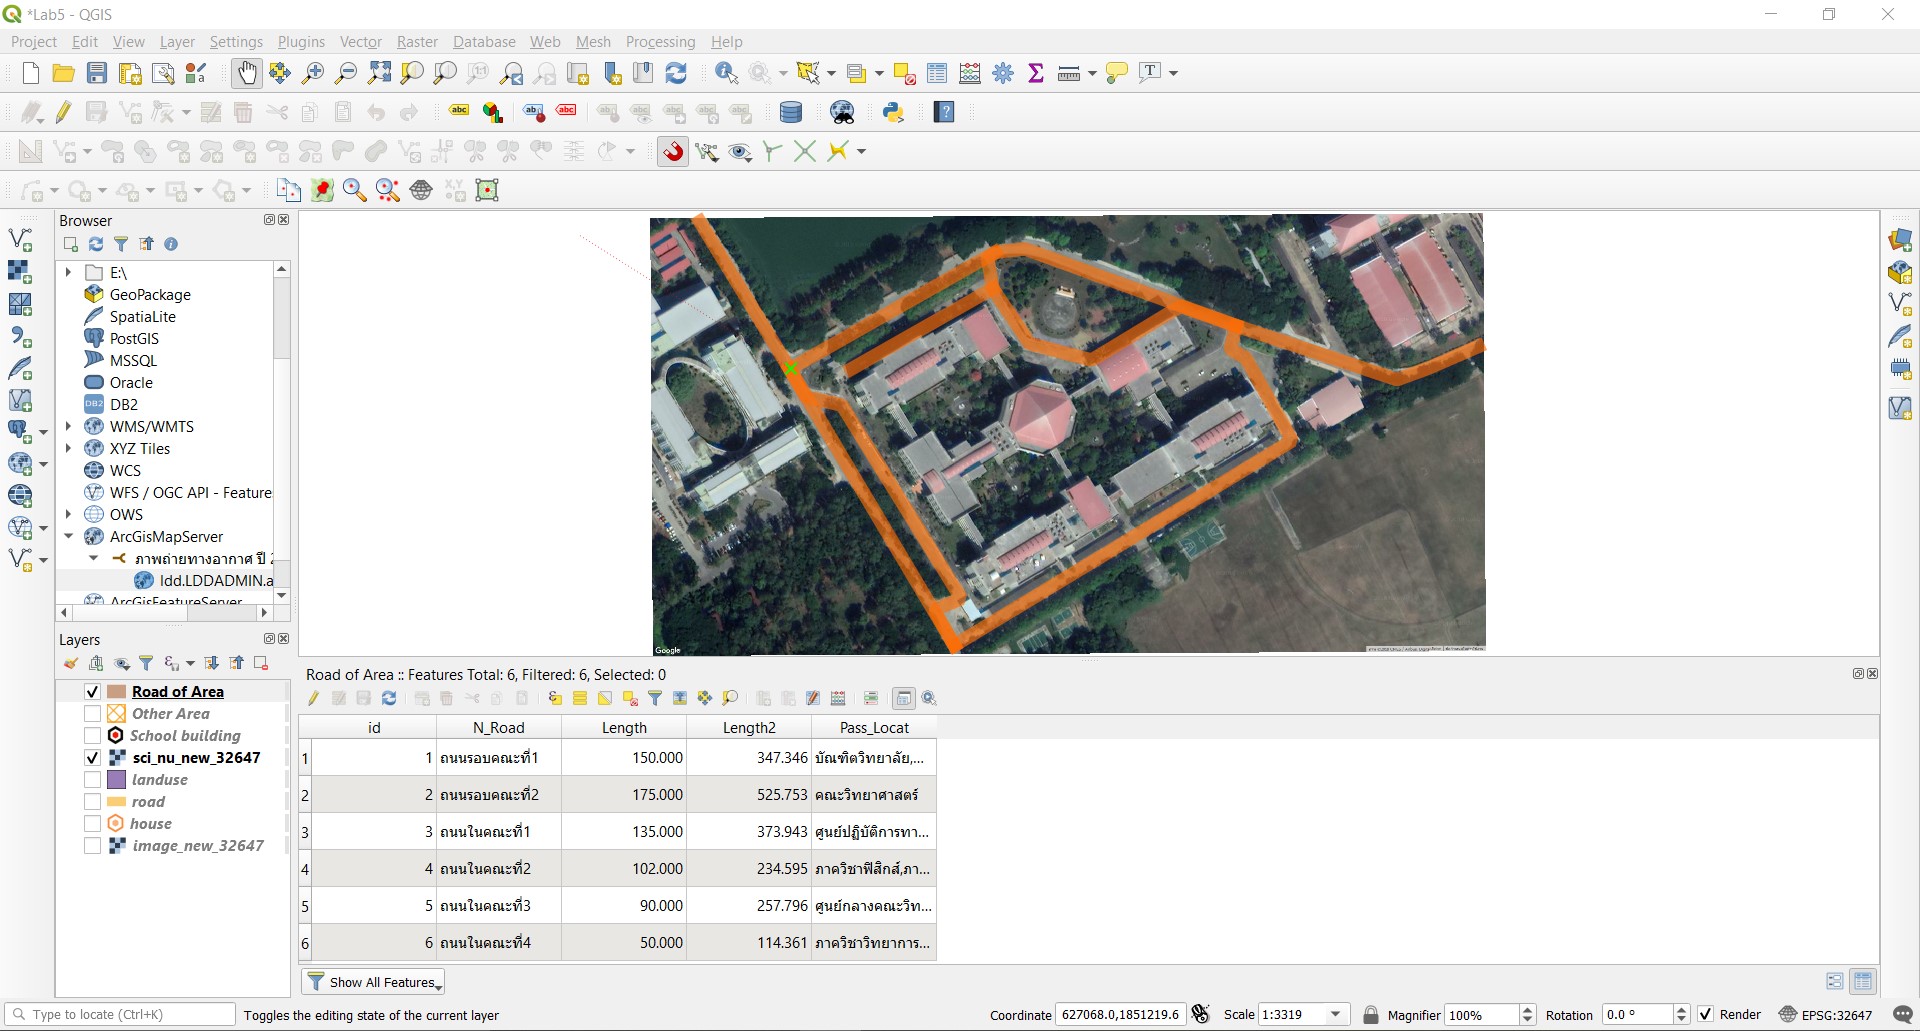 *Lab5 - QGIS
Project Edit View Layer Settings Plugins Vector Raster Database Web Mesh Processing Help
Browser
E:\
GeoPackage
SpatiaLite
PostGIS
MSSQL
Oracle
DB2
WMS/WMTS
XYZ Tiles
WCS
WFS / OGC API - Feature
OWS
ArcGisMapServer
ภาพถ่ายทางอากาศ ปี 2
ldd.LDDADMIN.a
ArcGisFeatureServer
Layers
Road of Area
Other Area
School building
sci_nu_new_32647
landuse
road
house
image_new_32647
Google
Road of Area :: Features Total: 6, Filtered: 6, Selected: 0
id N_Road Length Length2 Pass_Locat
1 1 ถนนรอบคณะที่1 150.000 347.346 บัณฑิตวิทยาลัย,...
2 2 ถนนรอบคณะที่2 175.000 525.753 คณะวิทยาศาสตร์
3 3 ถนนในคณะที่1 135.000 373.943 ศูนย์ปฏิบัติการทา...
4 4 ถนนในคณะที่2 102.000 234.595 ภาควิชาฟิสิกส์,ภา...
5 5 ถนนในคณะที่3 90.000 257.796 ศูนย์กลางคณะวิท...
6 6 ถนนในคณะที่4 50.000 114.361 ภาควิชาวิทยาการ...
Show All Features
Type to locate (Ctrl+K) Toggles the editing state of the current layer Coordinate 627068.0,1851219.6 Scale 1:3319 Magnifier 100% Rotation 0.0 ° Render EPSG:32647